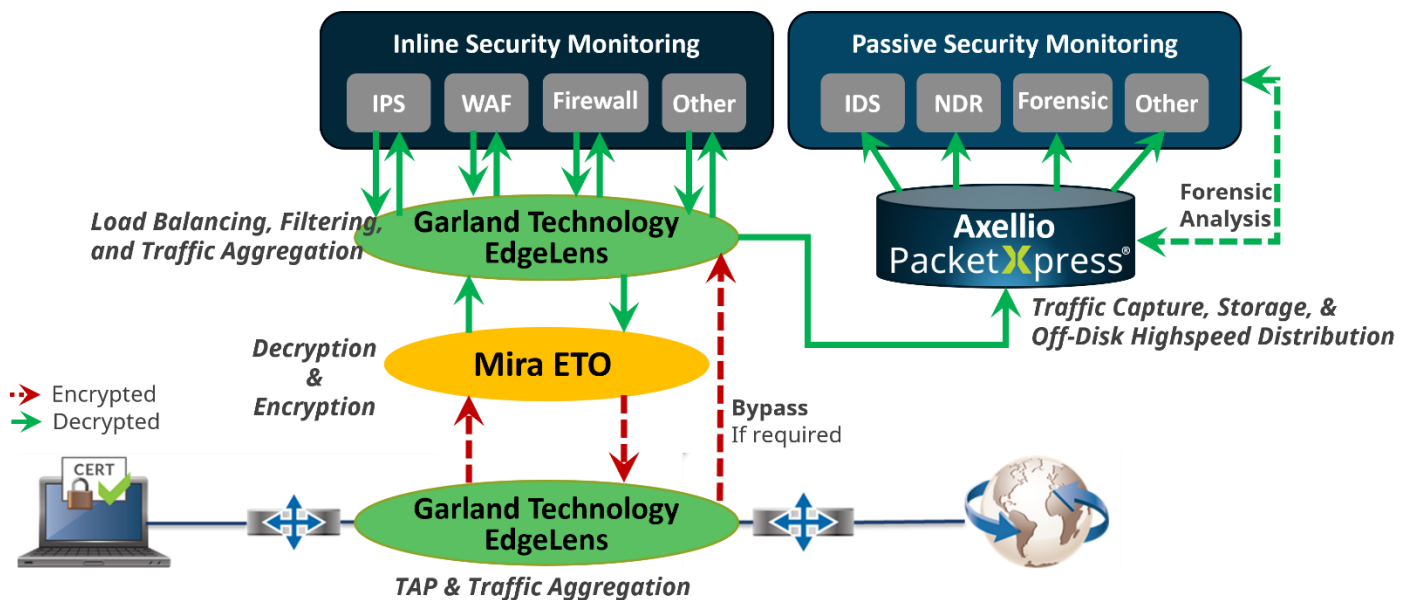 Inline Security Monitoring
IPS
WAF
Firewall
Other
Passive Security Monitoring
IDS
NDR
Forensic
Other
Load Balancing, Filtering,
and Traffic Aggregation
Garland Technology
EdgeLens
Axellio
PacketXpress®
Forensic
Analysis
Traffic Capture, Storage, &
Off-Disk Highspeed Distribution
Decryption
&
Encryption
Mira ETO
Encrypted
Decrypted
Bypass
If required
CERT
Garland Technology
EdgeLens
TAP & Traffic Aggregation